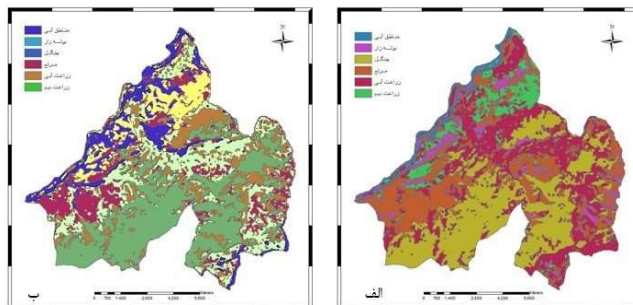 N
مناطق آبی
بوته زار
جنگل
مراتع
زراعت آبی
زراعت دیم
الف
N
مناطق آبی
بوته زار
جنگل
مراتع
زراعت آبی
زراعت دیم
ب